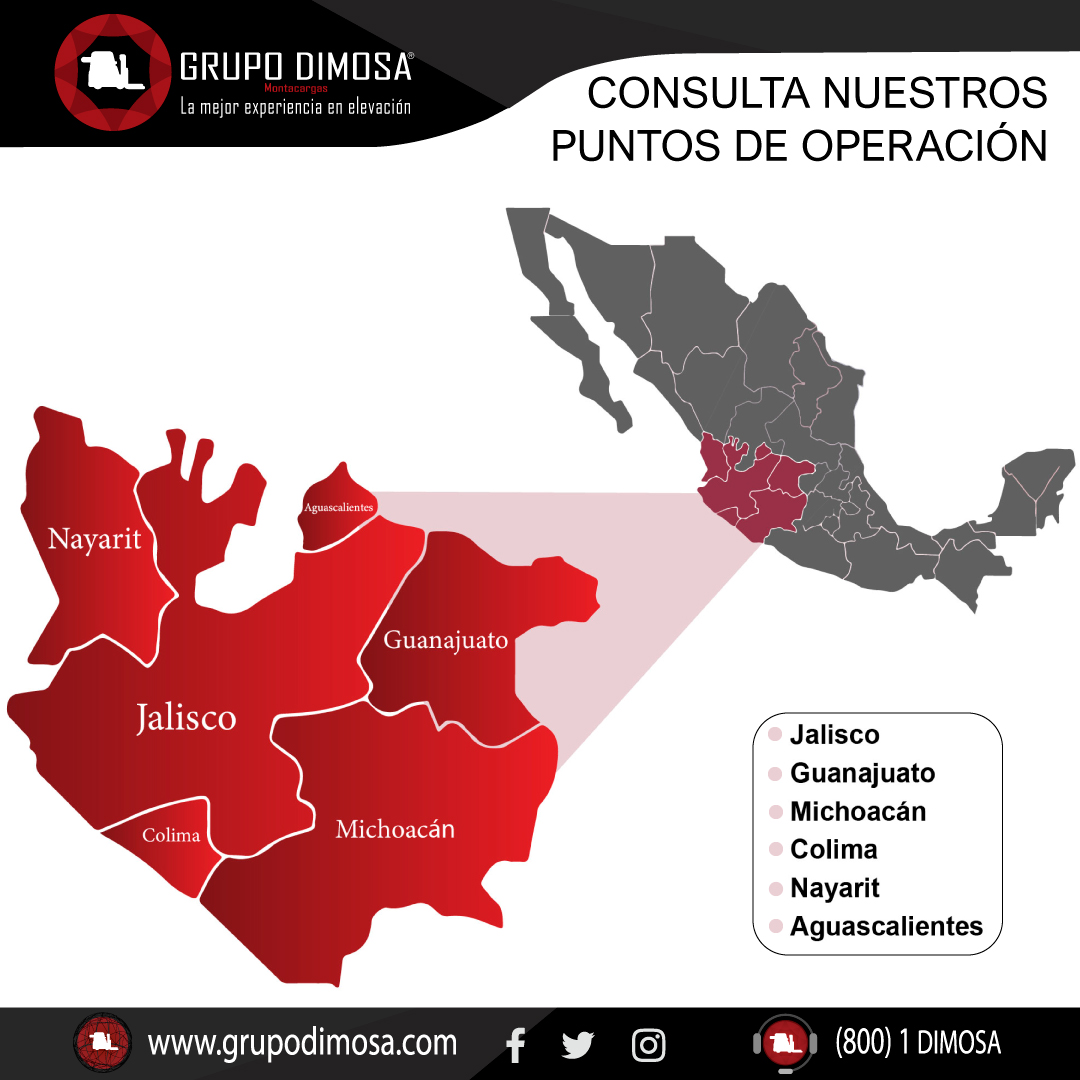 GRUPO DIMOSA®
Montacargas
La mejor experiencia en elevación
CONSULTA NUESTROS
PUNTOS DE OPERACIÓN
Aguascalientes
Nayarit
Guanajuato
Jalisco
Colima
Michoacán
Jalisco
Guanajuato
Michoacán
Colima
Nayarit
Aguascalientes
www.grupodimosa.com
(800) 1 DIMOSA